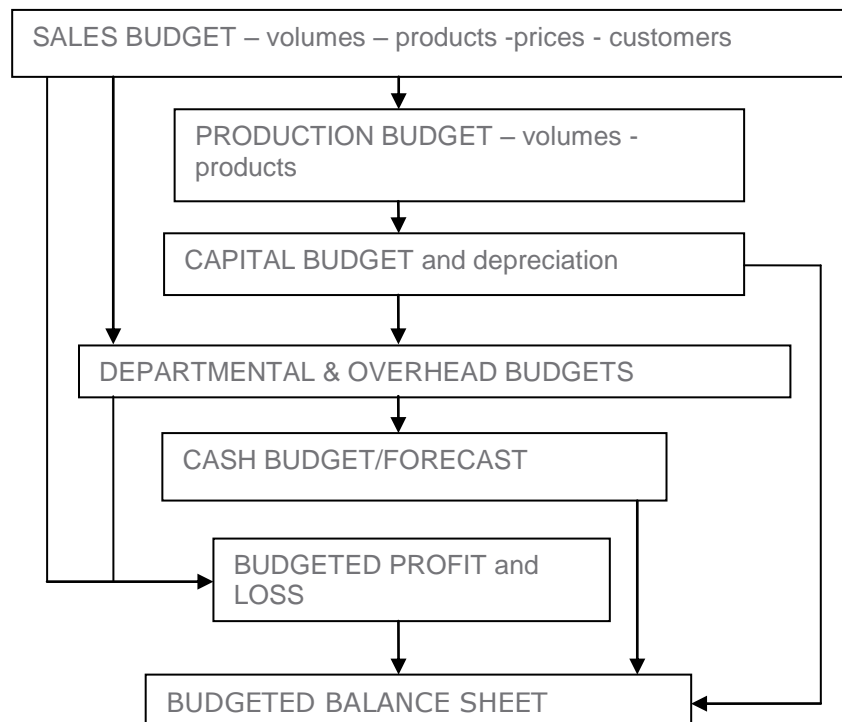 SALES BUDGET – volumes – products -prices - customers
PRODUCTION BUDGET – volumes -
products
CAPITAL BUDGET and depreciation
DEPARTMENTAL & OVERHEAD BUDGETS
CASH BUDGET/FORECAST
BUDGETED PROFIT and
LOSS
BUDGETED BALANCE SHEET